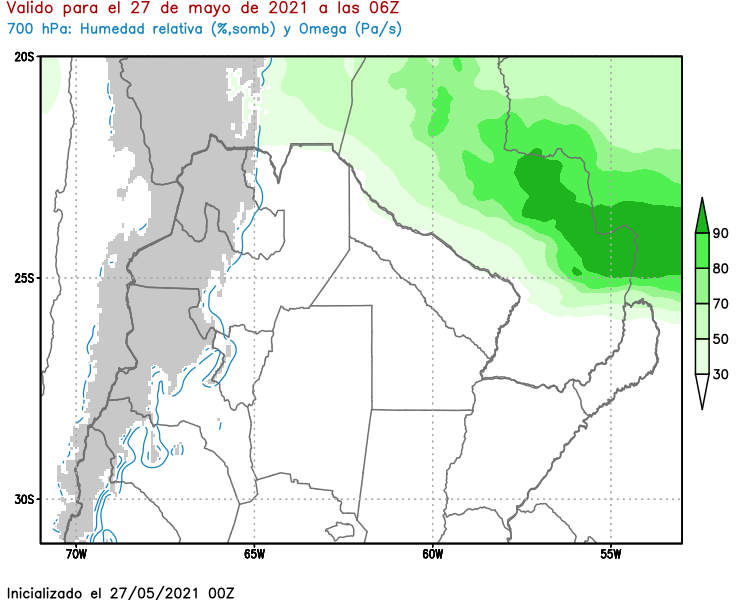 Valido para el 27 de mayo de 2021 a las 06Z
700 hPa: Humedad relativa (%,somb) y Omega (Pa/s)
20S
25S
30S
70W 65W 60W 55W
90
80
70
50
30
Inicializado el 27/05/2021 00Z